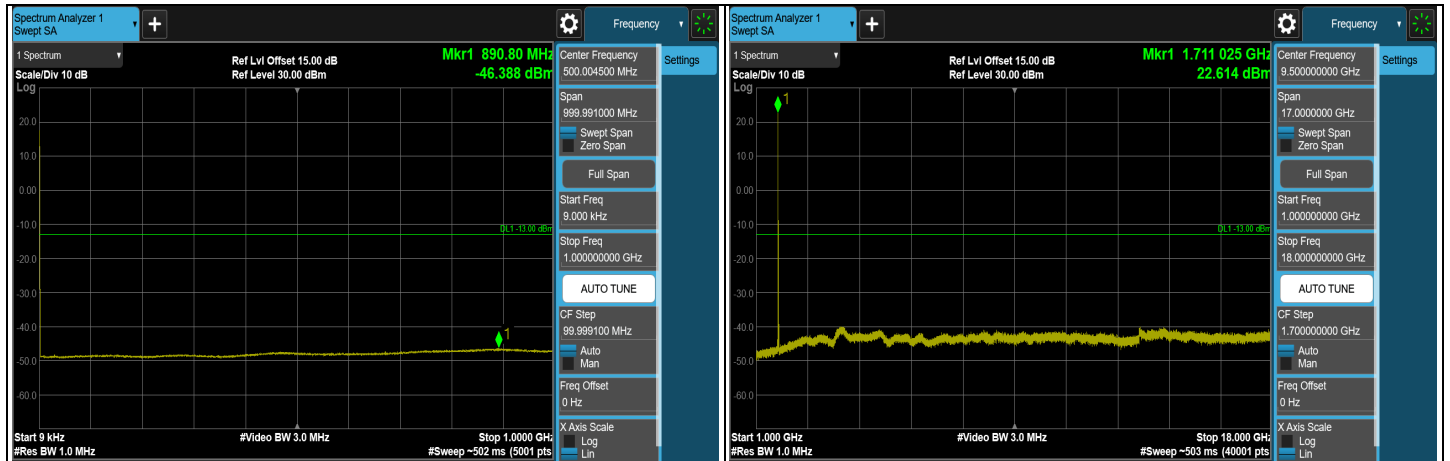 Spectrum Analyzer 1
Swept SA
+
Frequency
1 Spectrum
Scale/Div 10 dB
Log
Ref Lvl Offset 15.00 dB
Ref Level 30.00 dBm
Mkr1 890.80 MHz
-46.388 dBm
20.0
10.0
0.00
-10.0
-20.0
-30.0
-40.0
-50.0
-60.0
DL1 -13.00 dBm
1
Start 9 kHz
#Res BW 1.0 MHz
#Video BW 3.0 MHz
Stop 1.0000 GHz
#Sweep ~502 ms (5001 pts)
Center Frequency
500.004500 MHz
Settings
Span
999.991000 MHz
Swept Span
Zero Span
Full Span
Start Freq
9.000 kHz
Stop Freq
1.000000000 GHz
AUTO TUNE
CF Step
99.999100 MHz
Auto
Man
Freq Offset
0 Hz
X Axis Scale
Log
Lin
Spectrum Analyzer 1
Swept SA
+
Frequency
1 Spectrum
Scale/Div 10 dB
Log
Ref Lvl Offset 15.00 dB
Ref Level 30.00 dBm
Mkr1 1.711 025 GHz
22.614 dBm
1
20.0
10.0
0.00
-10.0
-20.0
-30.0
-40.0
-50.0
-60.0
DL1 -13.00 dBm
Start 1.000 GHz
#Res BW 1.0 MHz
#Video BW 3.0 MHz
Stop 18.000 GHz
#Sweep ~503 ms (40001 pts)
Center Frequency
9.500000000 GHz
Settings
Span
17.0000000 GHz
Swept Span
Zero Span
Full Span
Start Freq
1.000000000 GHz
Stop Freq
18.000000000 GHz
AUTO TUNE
CF Step
1.700000000 GHz
Auto
Man
Freq Offset
0 Hz
X Axis Scale
Log
Lin